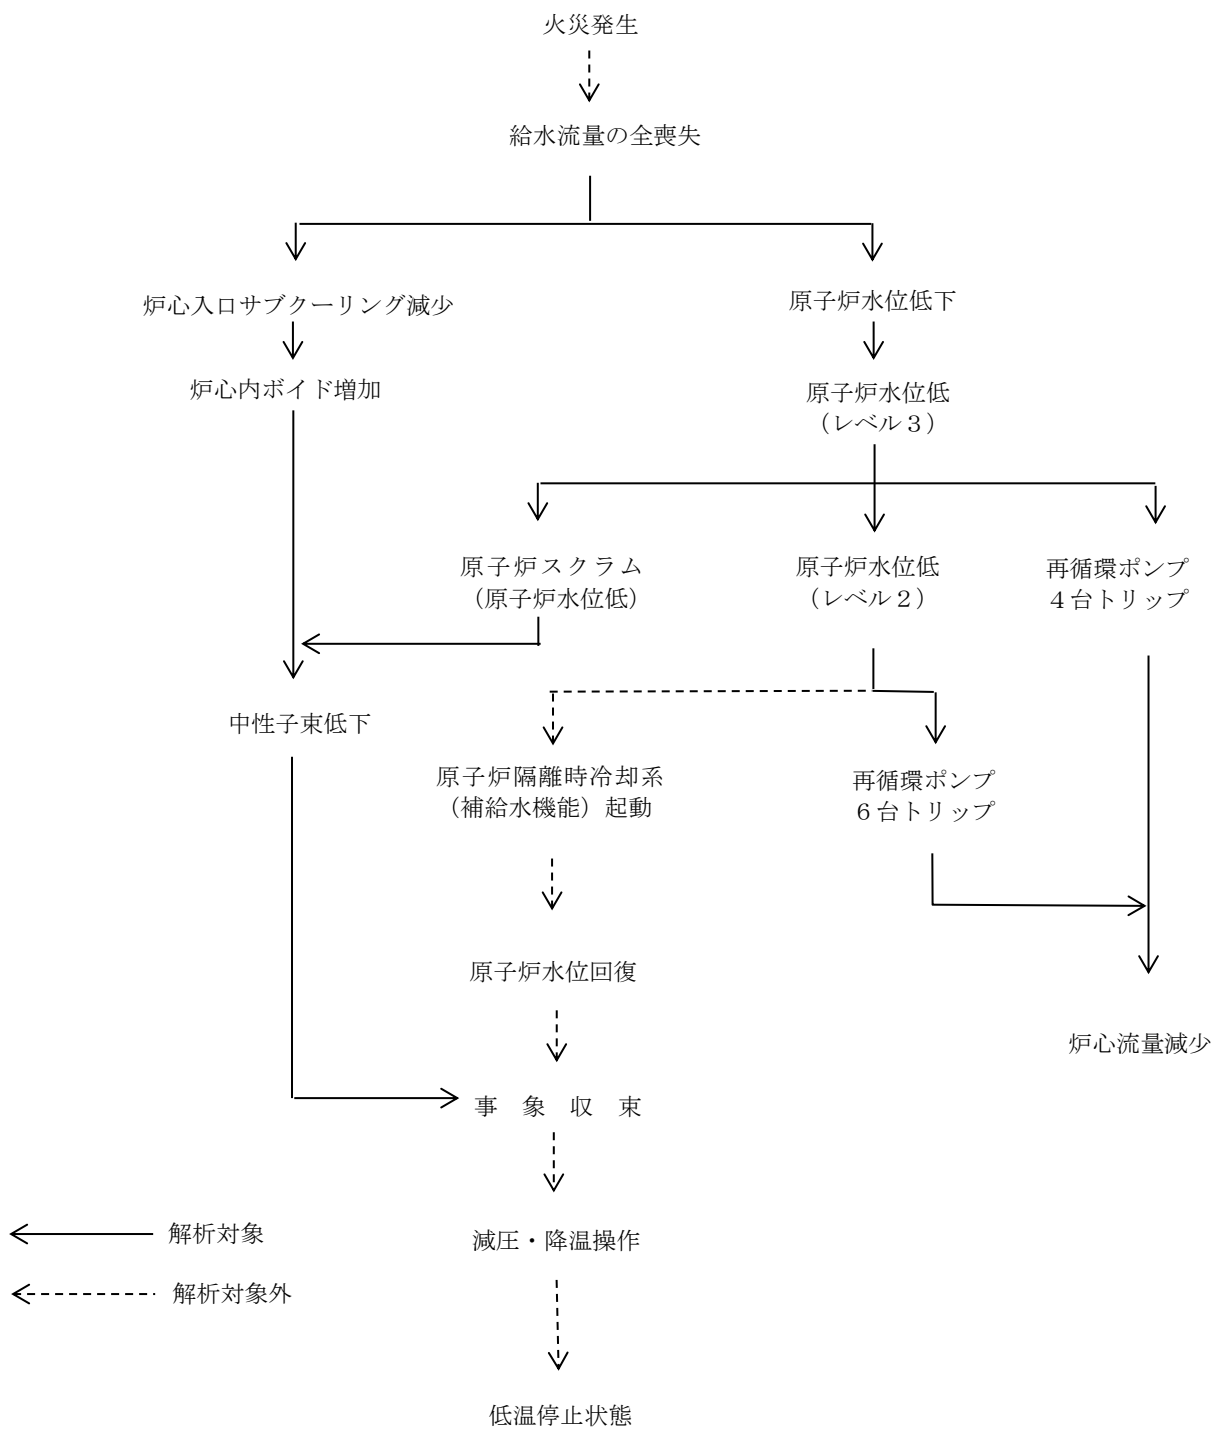 火災発生
給水流量の全喪失
炉心入口サブクーリング減少
原子炉水位低下
炉心内ボイド増加
原子炉水位低
（レベル３）
原子炉スクラム
（原子炉水位低）
原子炉水位低
（レベル２）
再循環ポンプ
４台トリップ
中性子束低下
原子炉隔離時冷却系
（補給水機能）起動
再循環ポンプ
６台トリップ
原子炉水位回復
炉心流量減少
事　象　収　束
減圧・降温操作
低温停止状態
解析対象
解析対象外